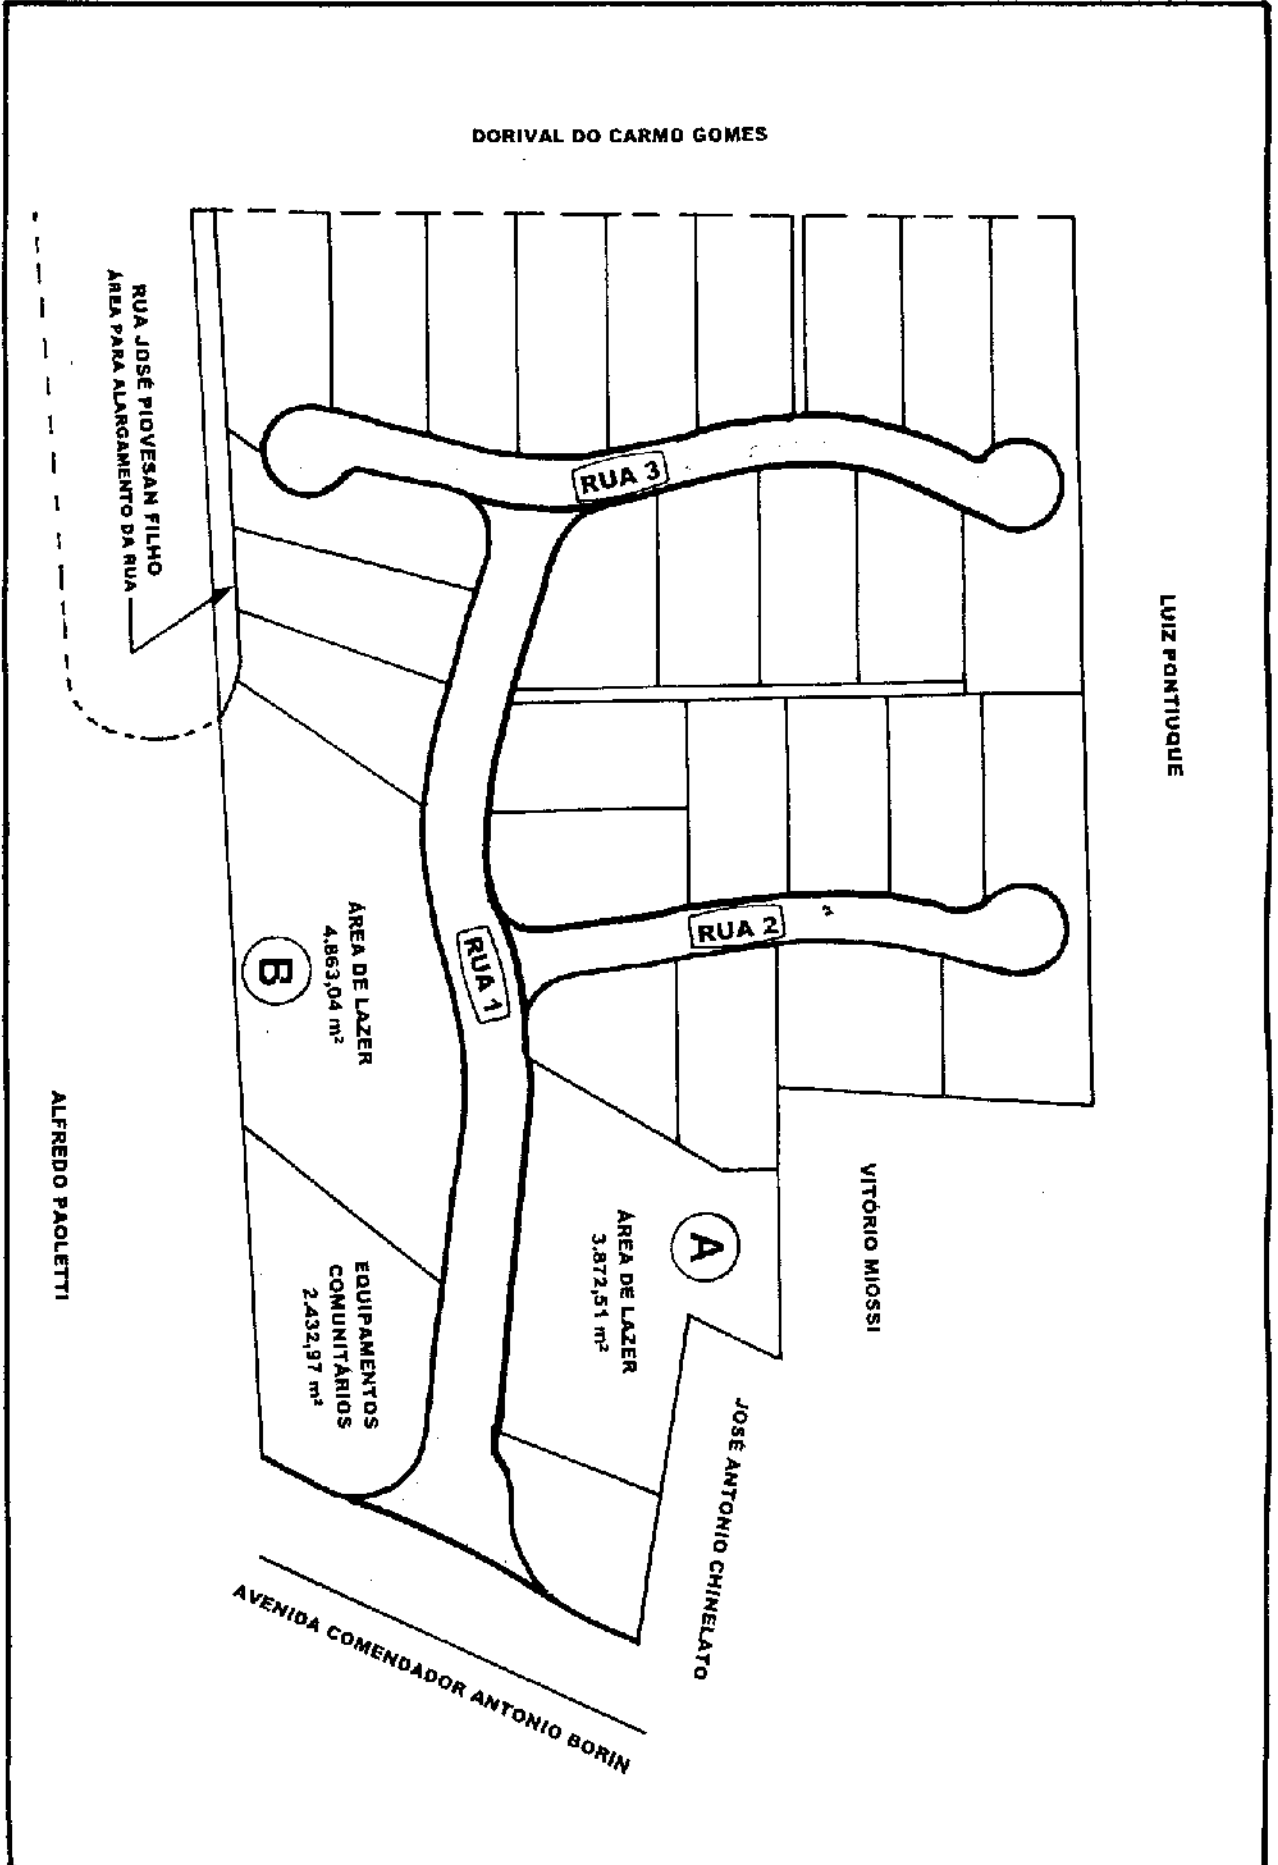 DORIVAL DO CARMO GOMES
RUA JOSÉ PIOVESAN FILHO
ÁREA PARA ALARGAMENTO DA RUA
RUA 3
LUIZ PONTIUQUE
RUA 2
RUA 1
ÁREA DE LAZER
4.863,04 m²
B
ALFREDO PAOLETTI
VITÓRIO MIOSSI
A
ÁREA DE LAZER
3.872,51 m²
EQUIPAMENTOS
COMUNITÁRIOS
2.432,97 m²
JOSÉ ANTONIO CHINELATO
AVENIDA COMENDADOR ANTONIO BORIN